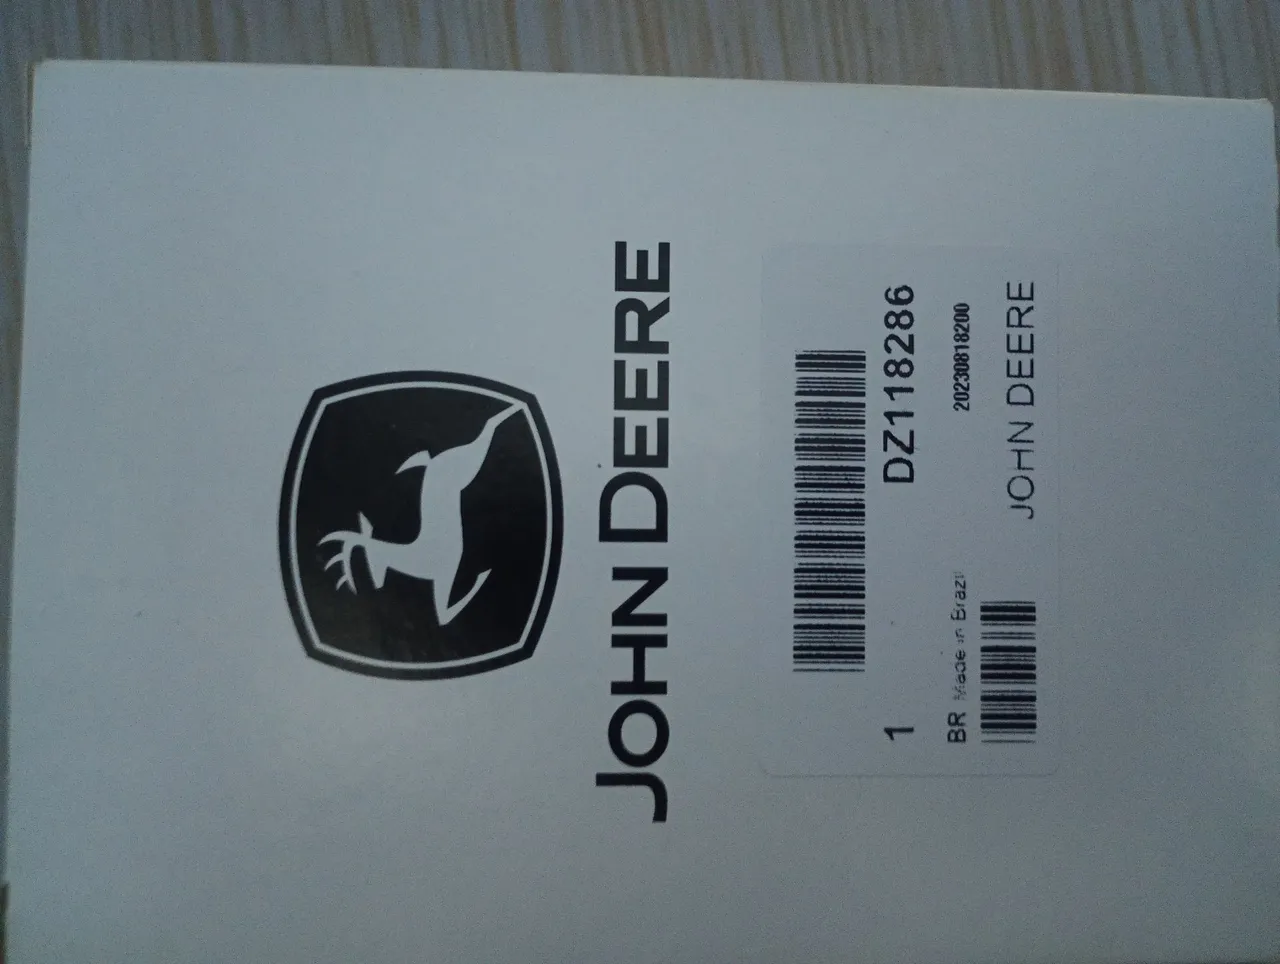 JOHN DEERE
1 DZ118286
BR Made in Brazil 20230818200
JOHN DEERE